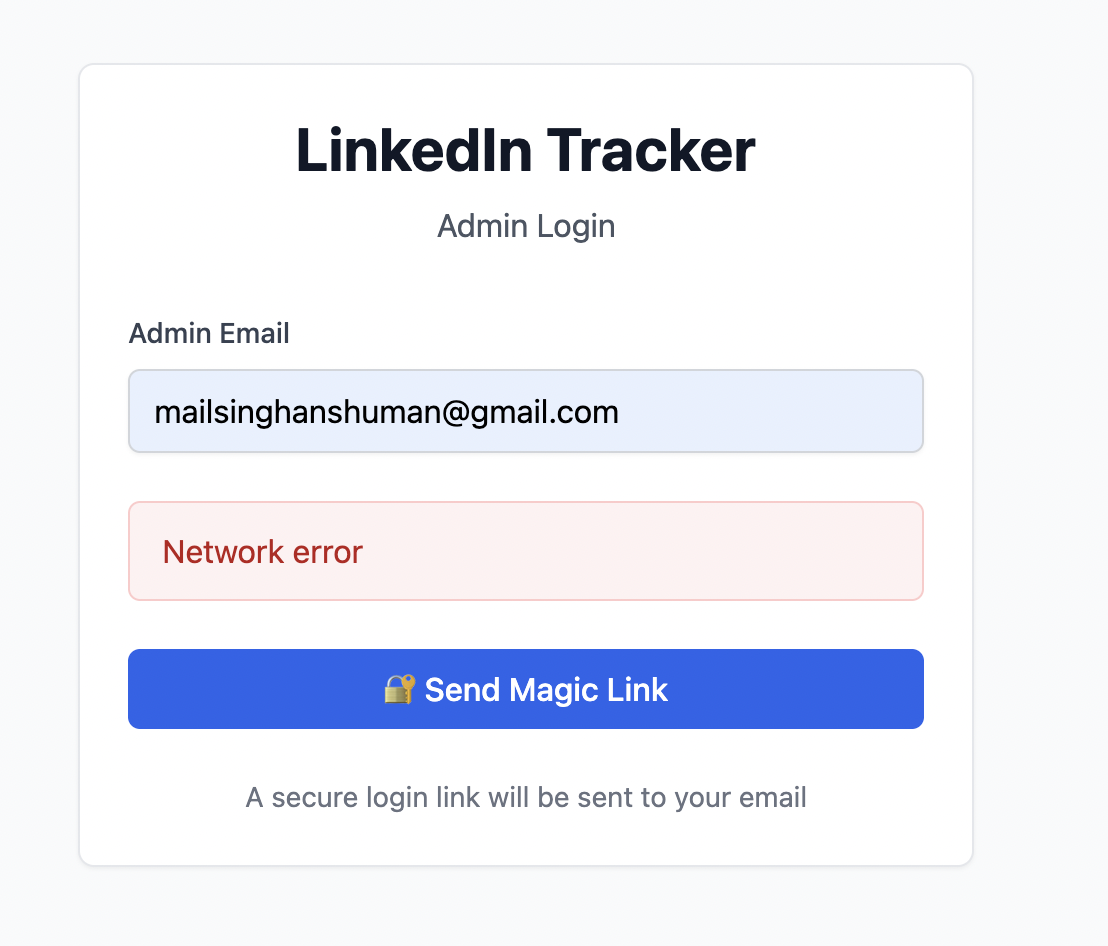 LinkedIn Tracker
Admin Login
Admin Email
mailsinghanshuman@gmail.com
Network error
🔐 Send Magic Link
A secure login link will be sent to your email